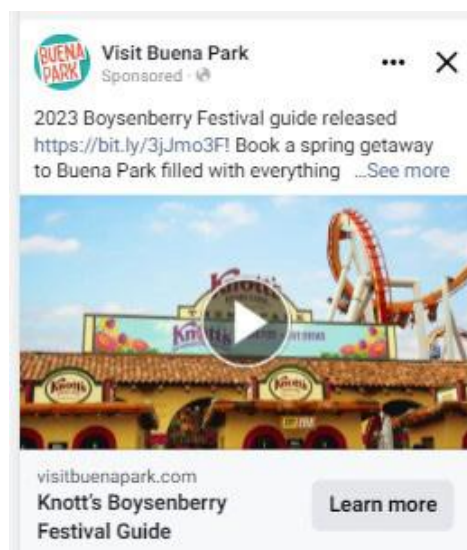 BUENA
PARK
Visit Buena Park
Sponsored ·
2023 Boysenberry Festival guide released
https://bit.ly/3jJmo3F! Book a spring getaway
to Buena Park filled with everything ...See more
Knott's
Knott's
Knott's
Knott's
visitbuenapark.com
Knott's Boysenberry
Festival Guide
Learn more